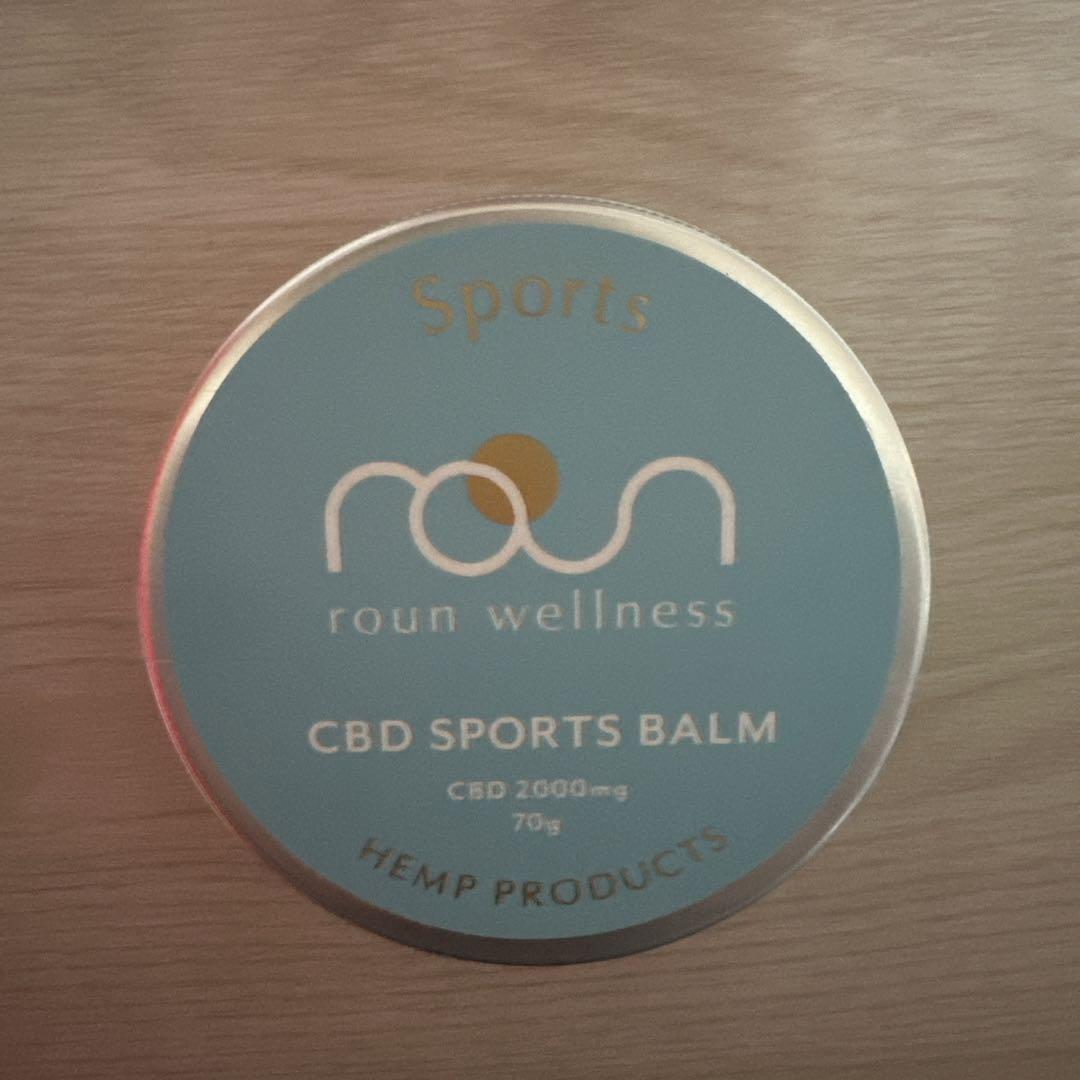 Sports
roun
roun wellness
CBD SPORTS BALM
CBD 2000mg
70g
HEMP PRODUCTS